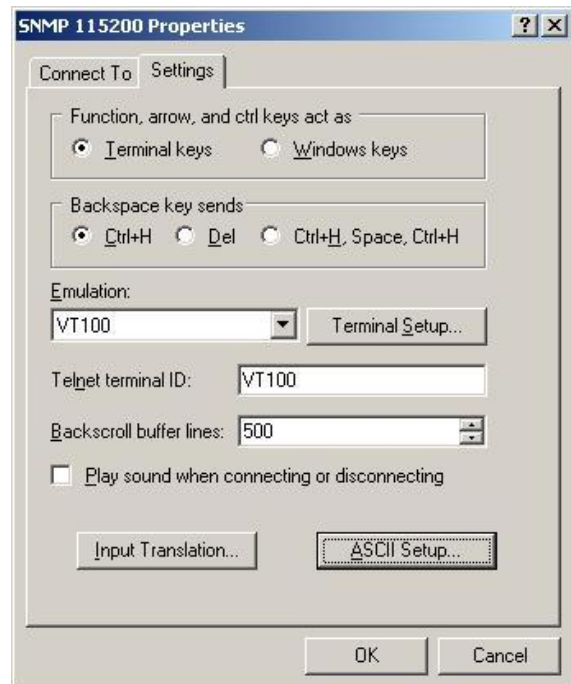 SNMP 115200 Properties
Connect To Settings
Function, arrow, and ctrl keys act as
Terminal keys Windows keys
Backspace key sends
Ctrl+H Del Ctrl+H, Space, Ctrl+H
Emulation:
VT100 Terminal Setup...
Telnet terminal ID: VT100
Backscroll buffer lines: 500
Play sound when connecting or disconnecting
Input Translation... ASCII Setup...
OK Cancel